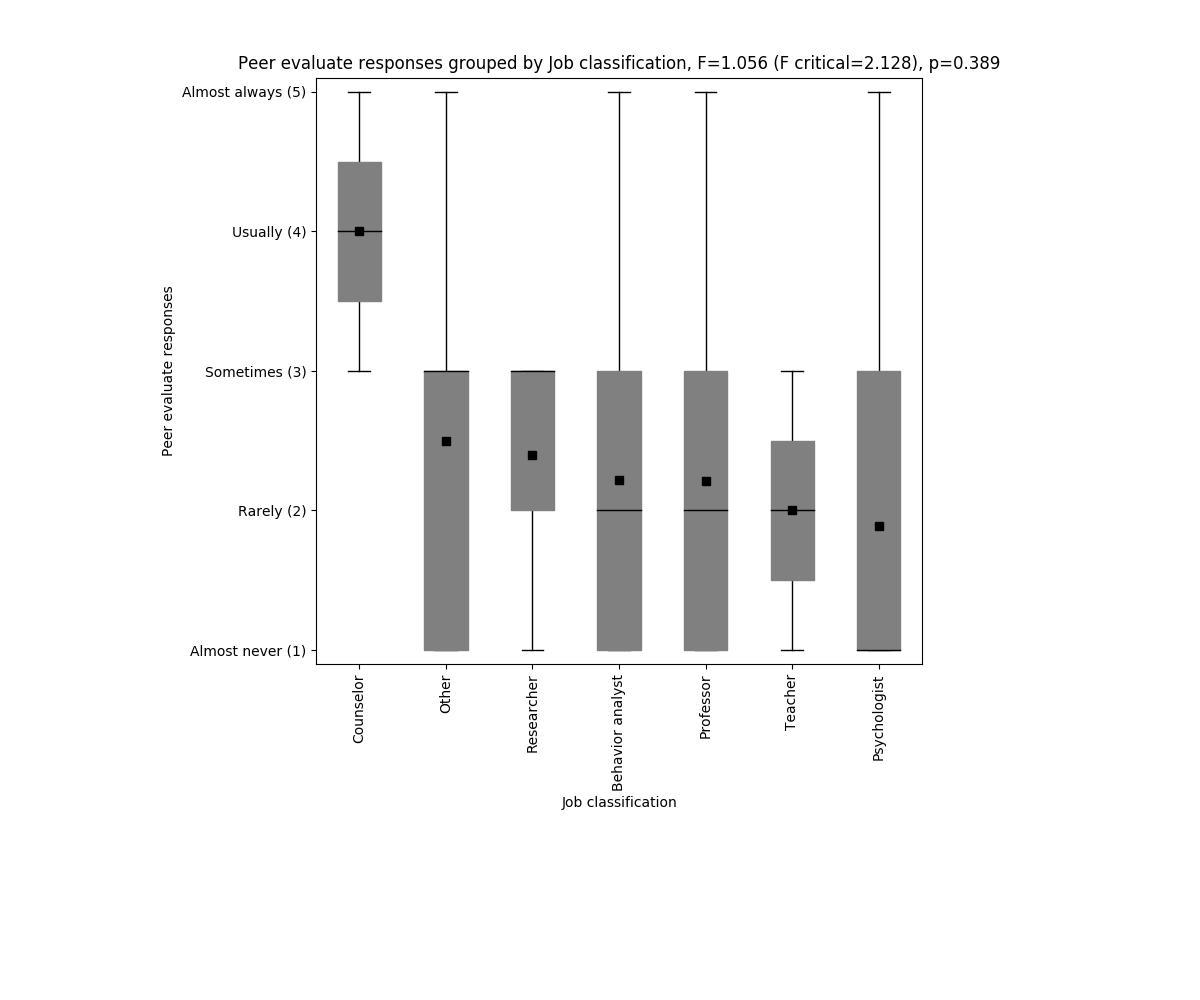 Peer evaluate responses grouped by Job classification, F=1.056 (F critical=2.128), p=0.389
Almost always (5)
Usually (4)
Sometimes (3)
Rarely (2)
Almost never (1)
Peer evaluate responses
Counselor
Other
Researcher
Behavior analyst
Professor
Teacher
Psychologist
Job classification